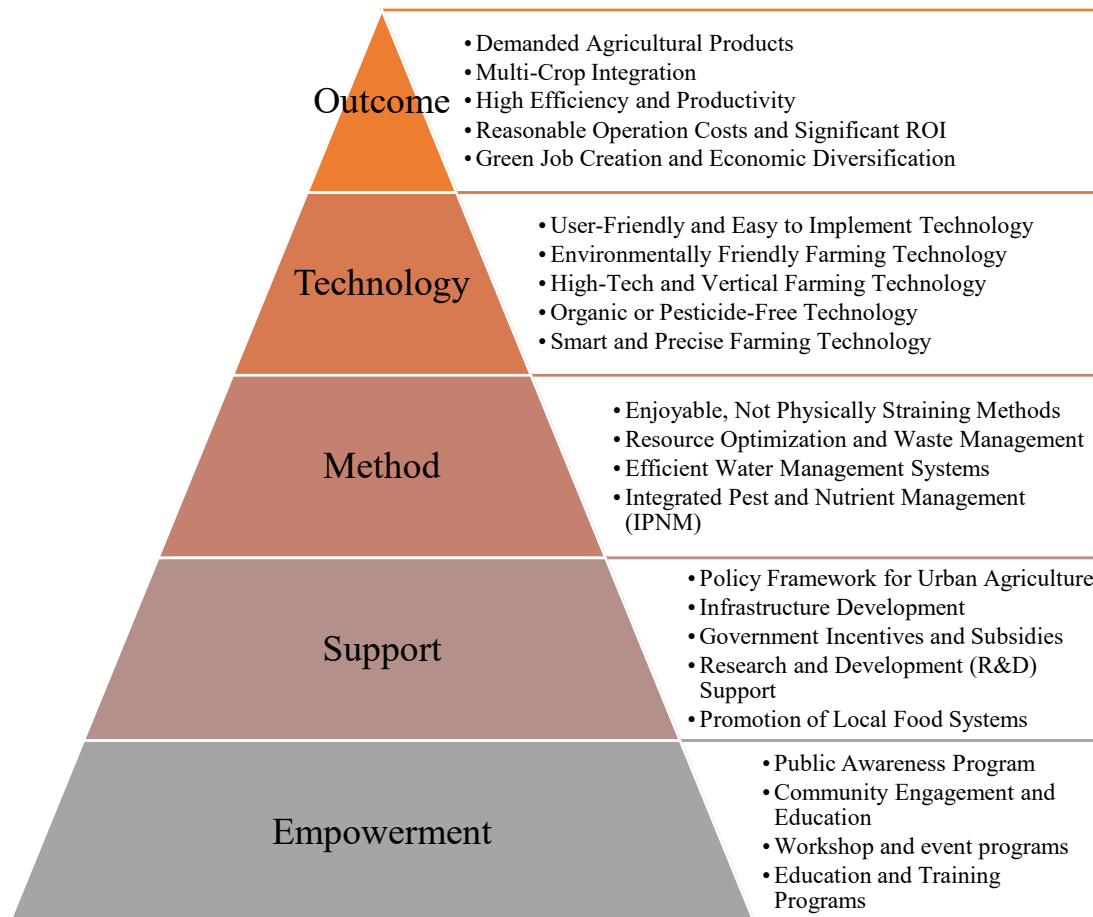 Outcome
• Demanded Agricultural Products
• Multi-Crop Integration
• High Efficiency and Productivity
• Reasonable Operation Costs and Significant ROI
• Green Job Creation and Economic Diversification
Technology
• User-Friendly and Easy to Implement Technology
• Environmentally Friendly Farming Technology
• High-Tech and Vertical Farming Technology
• Organic or Pesticide-Free Technology
• Smart and Precise Farming Technology
Method
• Enjoyable, Not Physically Straining Methods
• Resource Optimization and Waste Management
• Efficient Water Management Systems
• Integrated Pest and Nutrient Management
(IPNM)
Support
• Policy Framework for Urban Agriculture
• Infrastructure Development
• Government Incentives and Subsidies
• Research and Development (R&D)
Support
• Promotion of Local Food Systems
Empowerment
• Public Awareness Program
• Community Engagement and
Education
• Workshop and event programs
• Education and Training
Programs